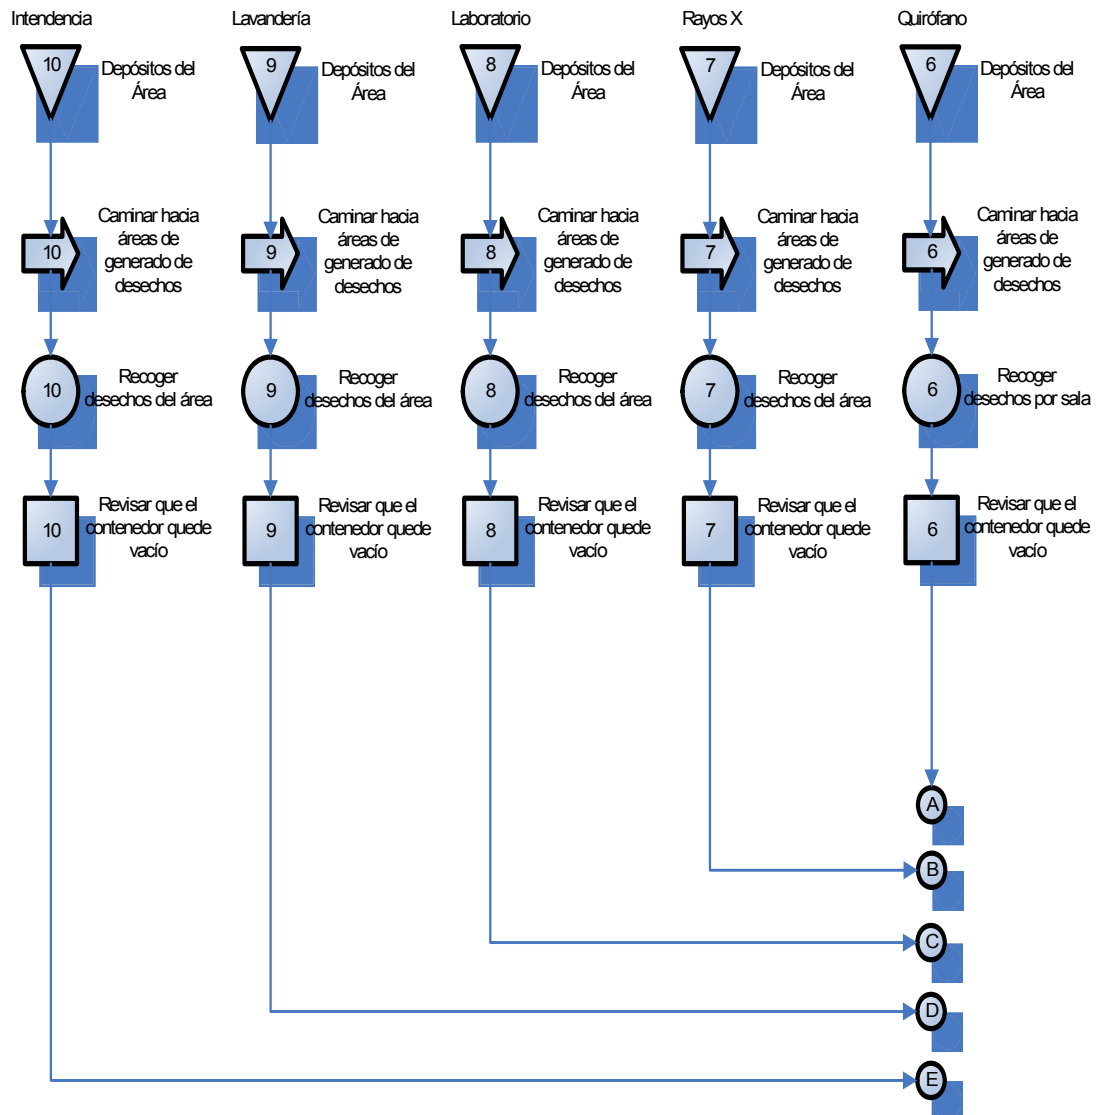 Intendencia
Lavandería
Laboratorio
Rayos X
Quirófano
10
Depósitos del
Área
9
Depósitos del
Área
8
Depósitos del
Área
7
Depósitos del
Área
6
Depósitos del
Área
10
Caminar hacia
áreas de
generado de
desechos
9
Caminar hacia
áreas de
generado de
desechos
8
Caminar hacia
áreas de
generado de
desechos
7
Caminar hacia
áreas de
generado de
desechos
6
Caminar hacia
áreas de
generado de
desechos
10
Recoger
desechos del área
9
Recoger
desechos del área
8
Recoger
desechos del área
7
Recoger
desechos del área
6
Recoger
desechos por sala
10
Revisar que el
contenedor quede
vacío
9
Revisar que el
contenedor quede
vacío
8
Revisar que el
contenedor quede
vacío
7
Revisar que el
contenedor quede
vacío
6
Revisar que el
contenedor quede
vacío
A
B
C
D
E